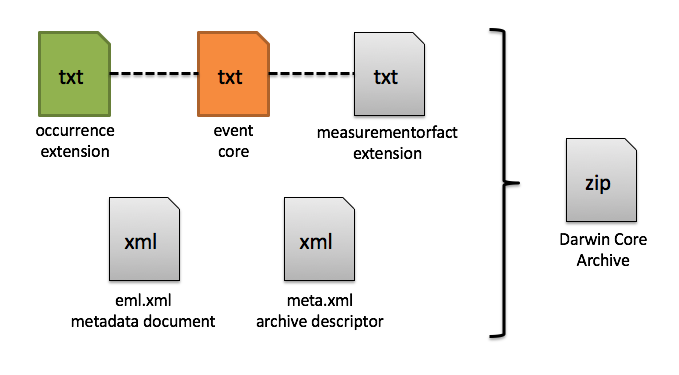 txt
txt
txt
occurrence
extension
event
core
measurementorfact
extension
zip
Darwin Core
Archive
xml
xml
eml.xml
metadata document
meta.xml
archive descriptor